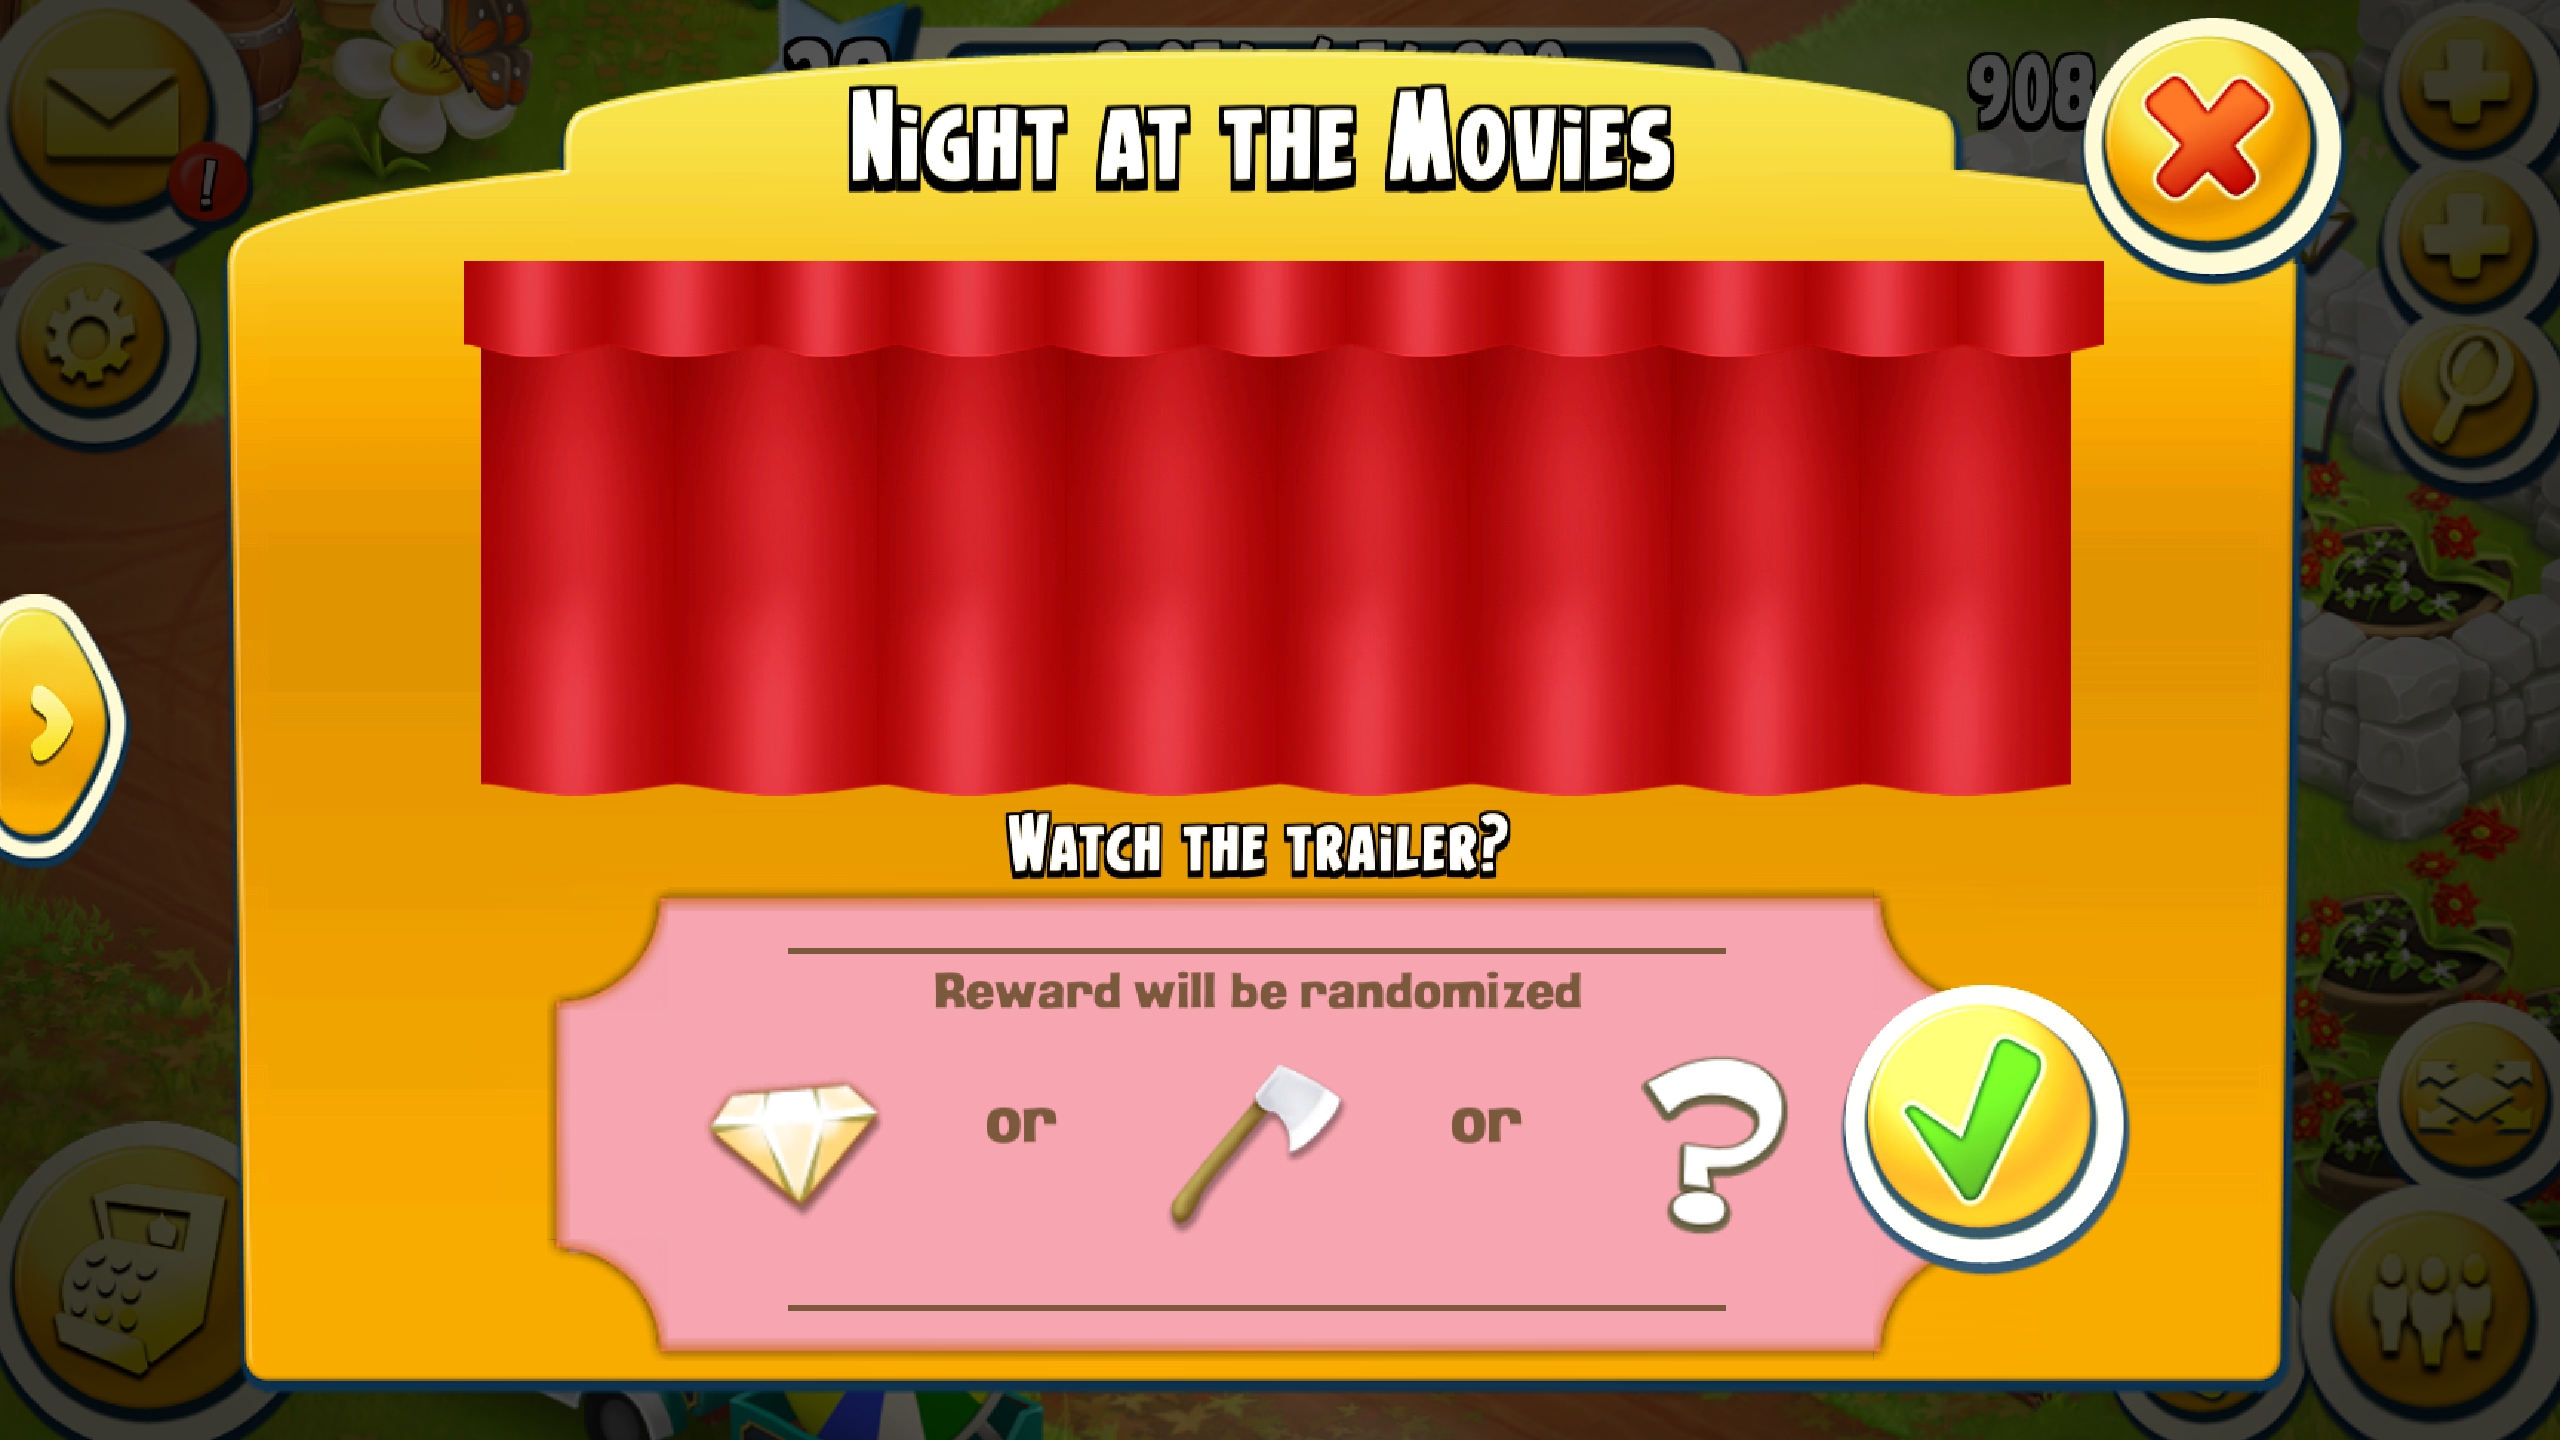 908
Night at the Movies
Watch the trailer?
Reward will be randomized
or or